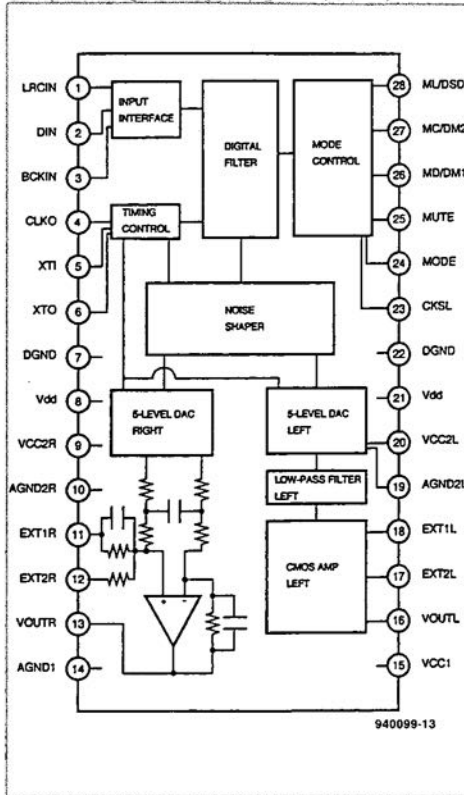 LRCIN 1
DIN 2
BCKIN 3
CLKO 4
XTI 5
XTO 6
DGND 7
Vdd 8
VCC2R 9
AGND2R 10
EXT1R 11
EXT2R 12
VOUTR 13
AGND1 14
INPUT
INTERFACE
TIMING
CONTROL
DIGITAL
FILTER
MODE
CONTROL
NOISE
SHAPER
5-LEVEL DAC
RIGHT
5-LEVEL DAC
LEFT
LOW-PASS FILTER
LEFT
CMOS AMP
LEFT
+ -
28 ML/DSD
27 MC/DM2
26 MD/DM1
25 MUTE
24 MODE
23 CKSL
22 DGND
21 Vdd
20 VCC2L
19 AGND2L
18 EXT1L
17 EXT2L
16 VOUTL
15 VCC1
940099-13